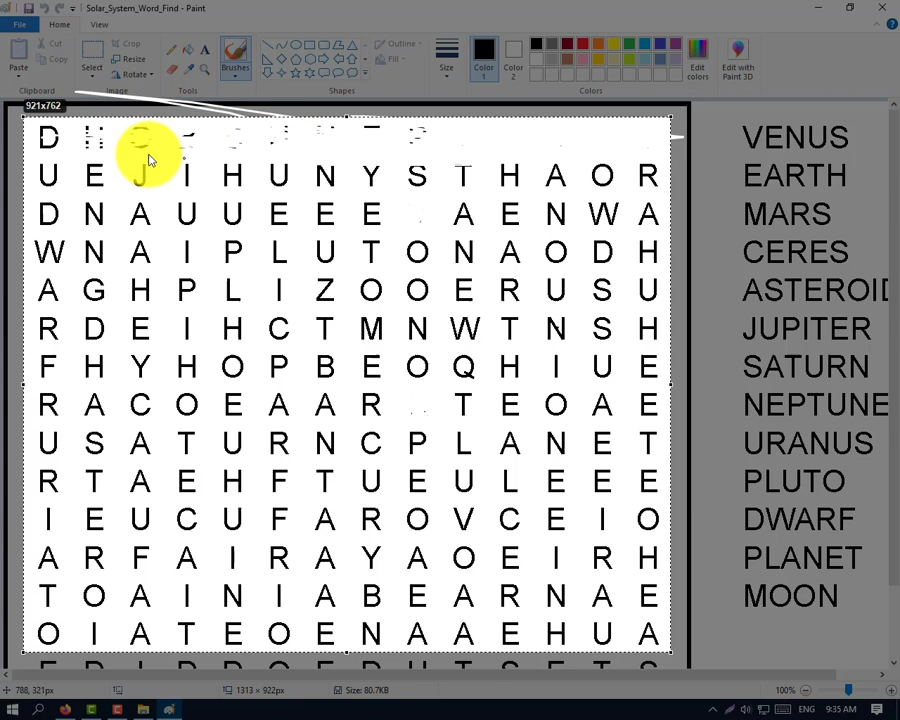 Solar_System_Word_Find - Paint
File Home View
Paste Cut Copy Select Crop Resize Rotate Brushes Outline Fill Size Color 1 Color 2 Edit colors Edit with Paint 3D
Clipboard Image Tools Shapes Colors
921x762
D VENUS
U E J I H U N Y S T H A O R EARTH
D N A U U E E E A E N W A MARS
W N A I P L U T O N A O D H CERES
A G H P L I Z O O E R U S U ASTEROID
R D E I H C T M N W T N S H JUPITER
F H Y H O P B E O Q H I U E SATURN
R A C O E A A R T E O A E NEPTUNE
U S A T U R N C P L A N E T URANUS
R T A E H F T U E U L E E E PLUTO
I E U C U F A R O V C E I O DWARF
A R F A I R A Y A O E I R H PLANET
T O A I N I A B E A R N A E MOON
O I A T E O E N A A E H U A
788, 321px 1313 × 922px Size: 80.7KB 100%
ENG 9:35 AM